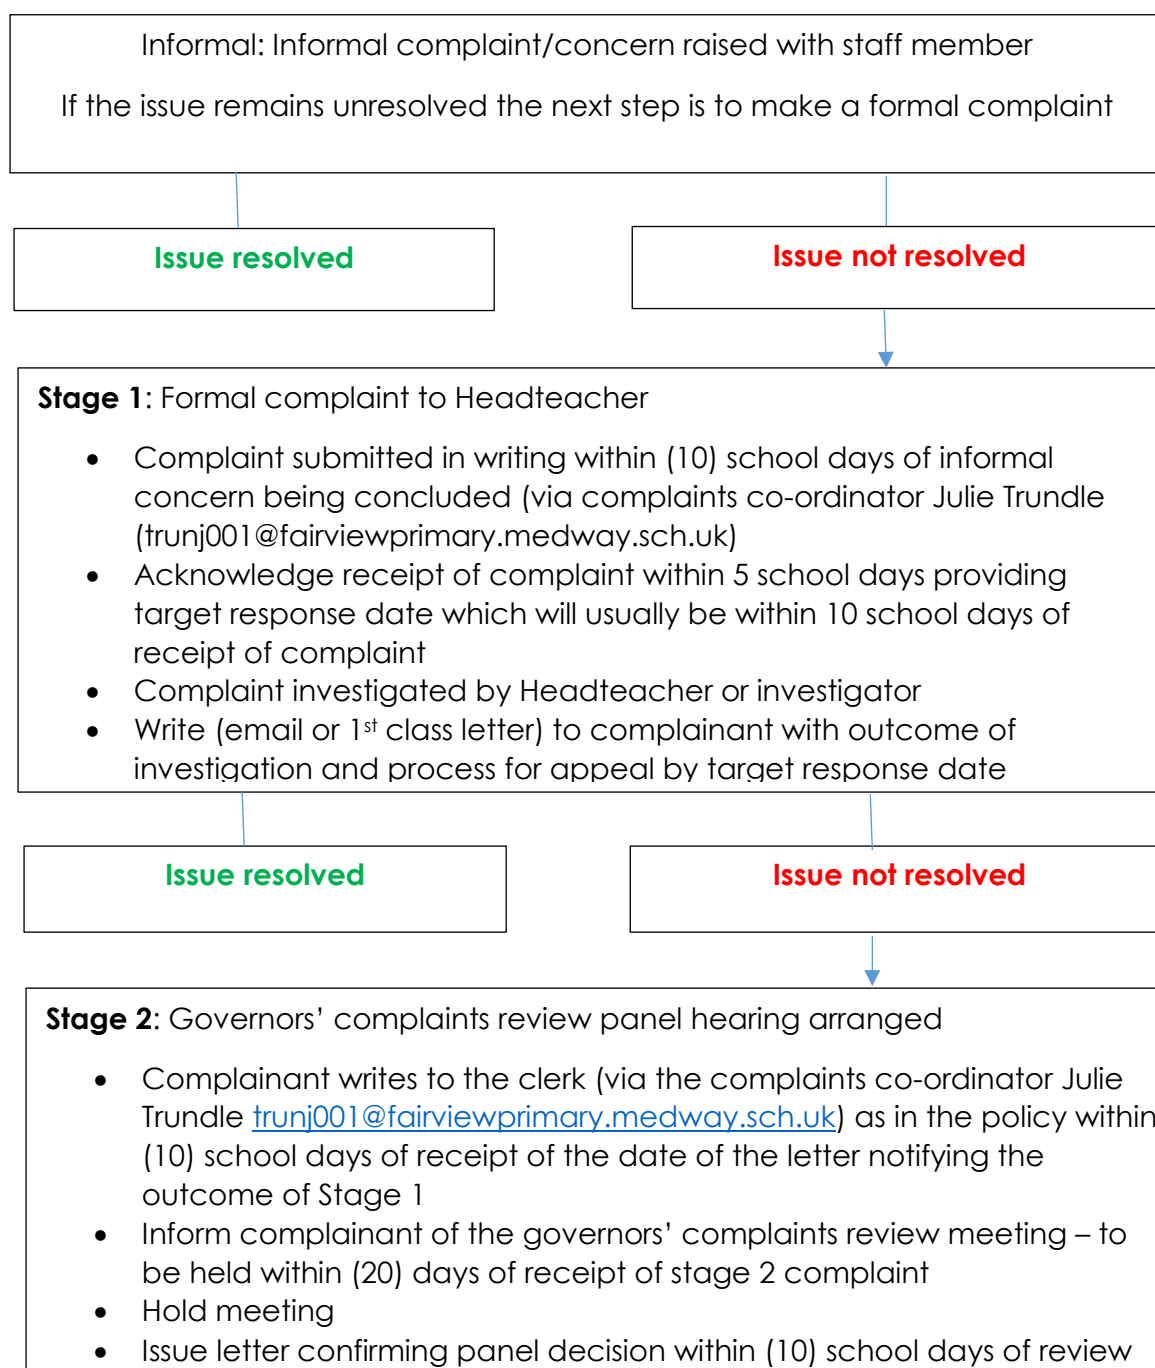 Informal: Informal complaint/concern raised with staff member
If the issue remains unresolved the next step is to make a formal complaint
Issue resolved
Issue not resolved
Stage 1: Formal complaint to Headteacher
• Complaint submitted in writing within (10) school days of informal
concern being concluded (via complaints co-ordinator Julie Trundle
(trunj001@fairviewprimary.medway.sch.uk)
• Acknowledge receipt of complaint within 5 school days providing
target response date which will usually be within 10 school days of
receipt of complaint
• Complaint investigated by Headteacher or investigator
• Write (email or 1st class letter) to complainant with outcome of
investigation and process for appeal by target response date
Issue resolved
Issue not resolved
Stage 2: Governors’ complaints review panel hearing arranged
• Complainant writes to the clerk (via the complaints co-ordinator Julie
Trundle trunj001@fairviewprimary.medway.sch.uk) as in the policy within
(10) school days of receipt of the date of the letter notifying the
outcome of Stage 1
• Inform complainant of the governors’ complaints review meeting – to
be held within (20) days of receipt of stage 2 complaint
• Hold meeting
• Issue letter confirming panel decision within (10) school days of review